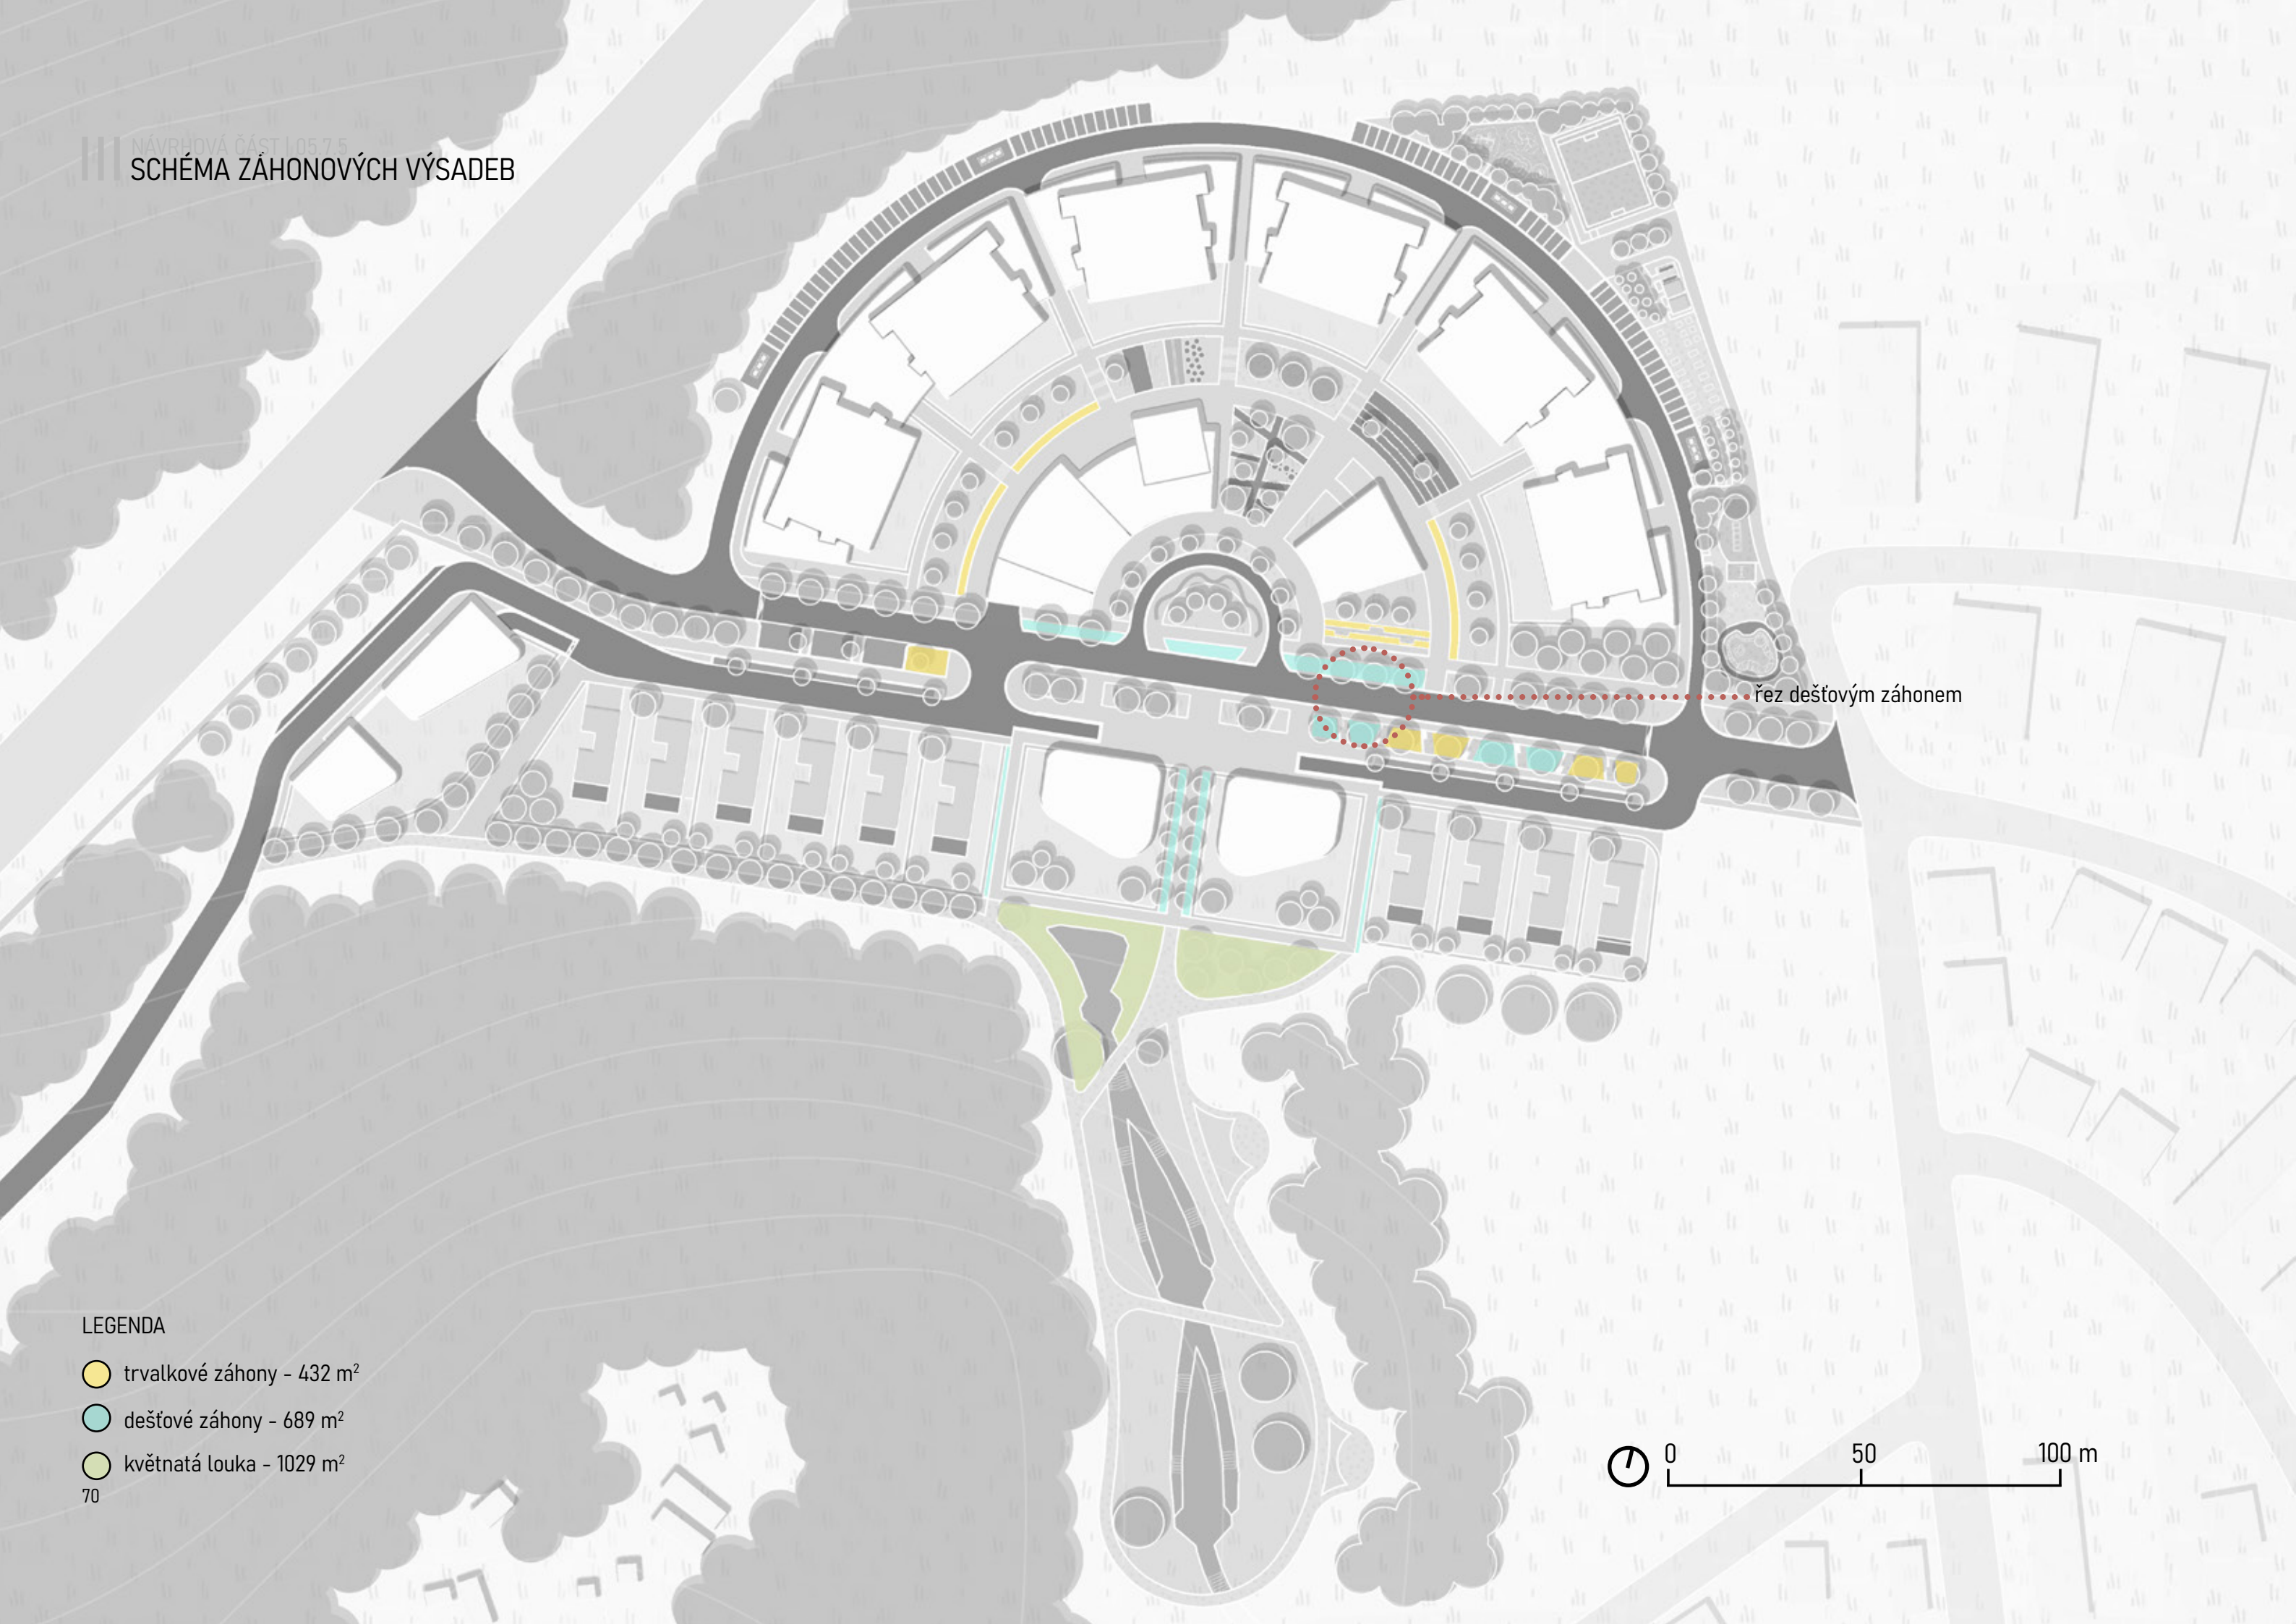 NÁVRHOVÁ ČÁST | 05.7.5
SCHÉMA ZÁHONOVÝCH VÝSADEB
řez dešťovým záhonem
LEGENDA
trvalkové záhony - 432 m²
dešťové záhony - 689 m²
květnatá louka - 1029 m²
70
0 50 100 m